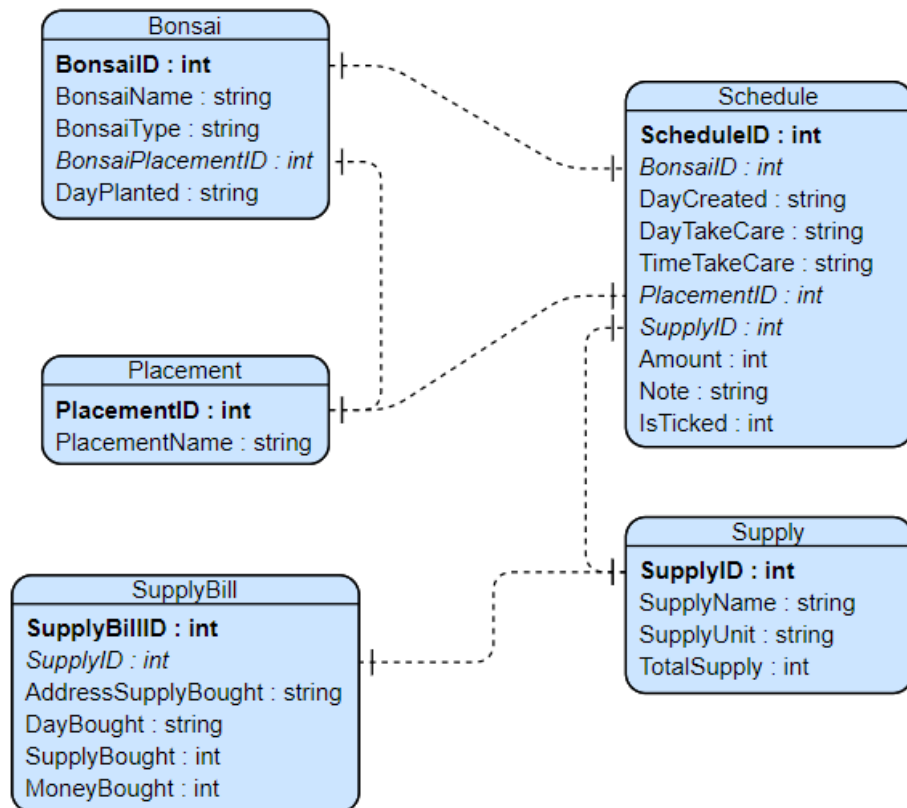 Bonsai
BonsaiID : int
BonsaiName : string
BonsaiType : string
BonsaiPlacementID : int
DayPlanted : string
Schedule
ScheduleID : int
BonsaiID : int
DayCreated : string
DayTakeCare : string
TimeTakeCare : string
PlacementID : int
SupplyID : int
Amount : int
Note : string
IsTicked : int
Placement
PlacementID : int
PlacementName : string
Supply
SupplyID : int
SupplyName : string
SupplyUnit : string
TotalSupply : int
SupplyBill
SupplyBillID : int
SupplyID : int
AddressSupplyBought : string
DayBought : string
SupplyBought : int
MoneyBought : int